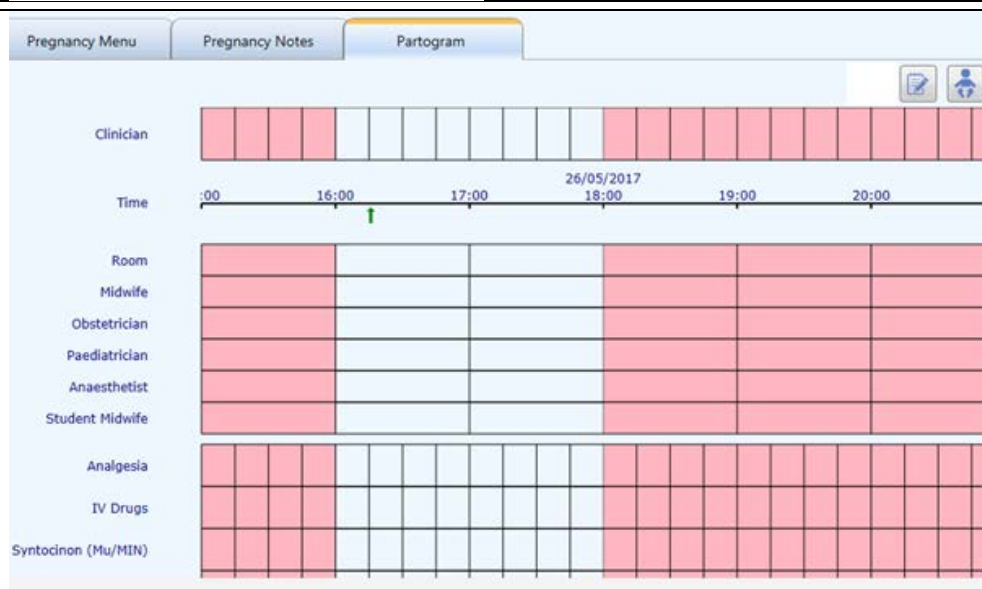 Pregnancy Menu Pregnancy Notes Partogram
Clinician
26/05/2017
Time :00 16:00 17:00 18:00 19:00 20:00
Room
Midwife
Obstetrician
Paediatrician
Anaesthetist
Student Midwife
Analgesia
IV Drugs
Syntocinon (Mu/MIN)